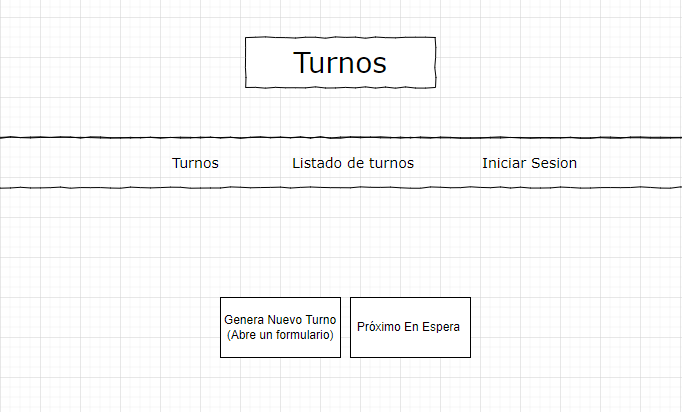 Turnos
Turnos Listado de turnos Iniciar Sesion
Genera Nuevo Turno
(Abre un formulario)
Próximo En Espera